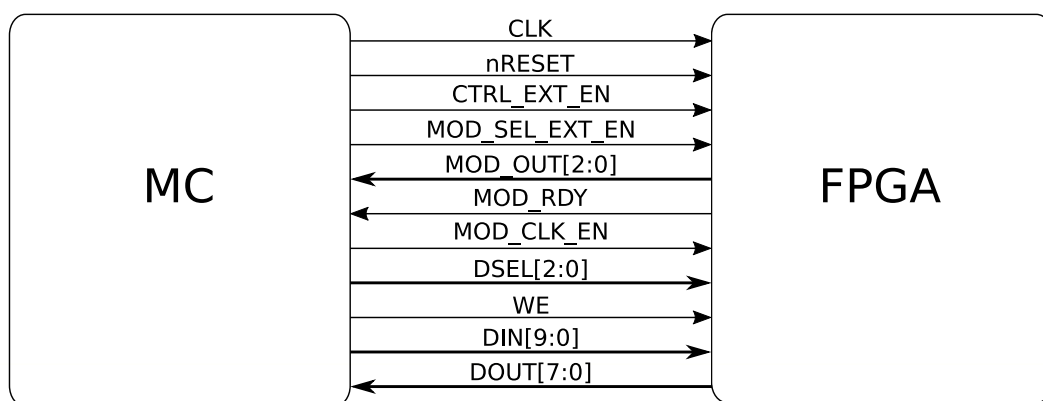 CLK
nRESET
CTRL_EXT_EN
MOD_SEL_EXT_EN
MC
MOD_OUT[2:0]
FPGA
MOD_RDY
MOD_CLK_EN
DSEL[2:0]
WE
DIN[9:0]
DOUT[7:0]